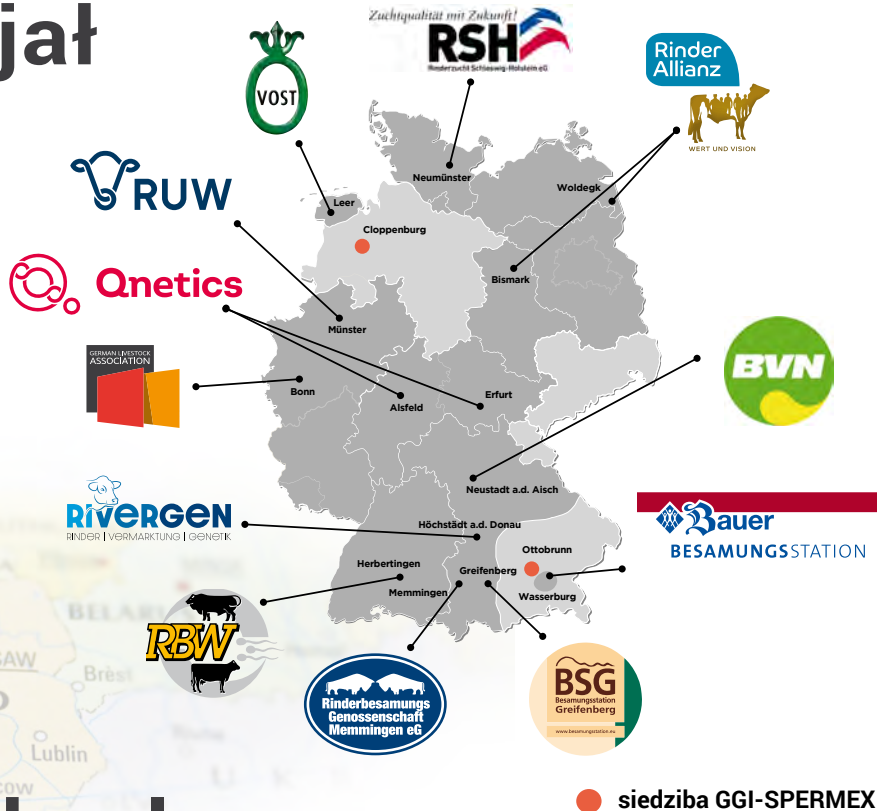 jał
Zuchtqualität mit Zukunft!
RSH
Rinderzucht Schleswig-Holstein eG
VOST
Rinder
Allianz
WERT UND VISION
RUW
Qnetics
GERMAN LIVESTOCK
ASSOCIATION
RIVERGEN
RINDER | VERMARKTUNG | GENETIK
RBW
Rinderbesamungs
Genossenschaft
Memmingen eG
BSG
Besamungsstation
Greifenberg
www.besamungsstation.eu
Bauer
BESAMUNGSSTATION
BVN
Neumünster
Woldegk
Leer
Cloppenburg
Bismark
Münster
Bonn
Alsfeld
Erfurt
Neustadt a.d. Aisch
Höchstädt a.d. Donau
Ottobrunn
Herbertingen
Greifenberg
Memmingen
Wasserburg
BELAR
Brèst
SAW
Lublin
U K R
siedziba GGI-SPERMEX